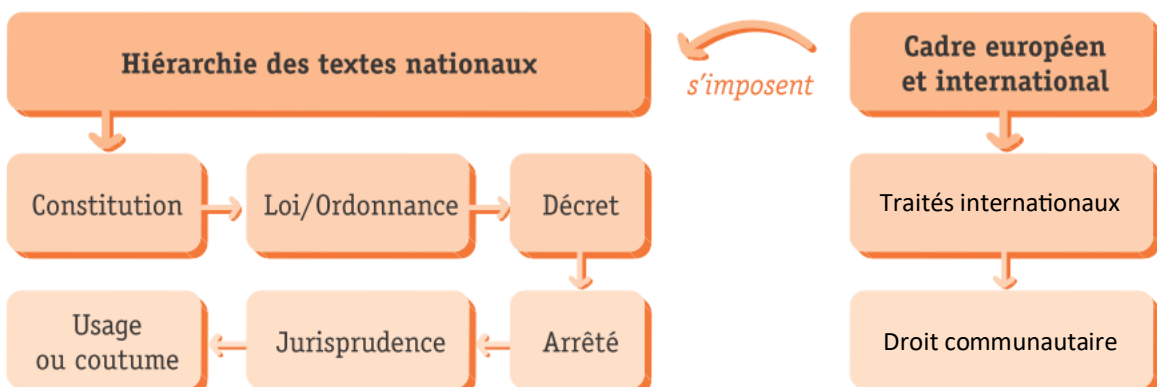 Hiérarchie des textes nationaux
s'imposent
Cadre européen
et international
Constitution
Loi/Ordonnance
Décret
Traités internationaux
Usage
ou coutume
Jurisprudence
Arrêté
Droit communautaire